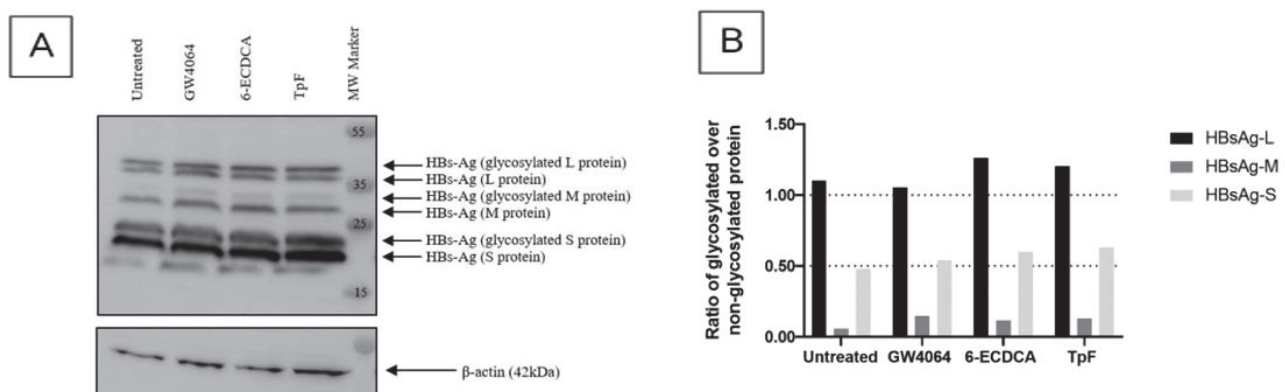 A
Untreated
GW4064
6-ECDCA
TpF
MW Marker
55
35
25
15
HBs-Ag (glycosylated L protein)
HBs-Ag (L protein)
HBs-Ag (glycosylated M protein)
HBs-Ag (M protein)
HBs-Ag (glycosylated S protein)
HBs-Ag (S protein)
β-actin (42kDa)
B
Ratio of glycosylated over
non-glycosylated protein
1.50
1.00
0.50
0.00
Untreated GW4064 6-ECDCA TpF
HBsAg-L
HBsAg-M
HBsAg-S